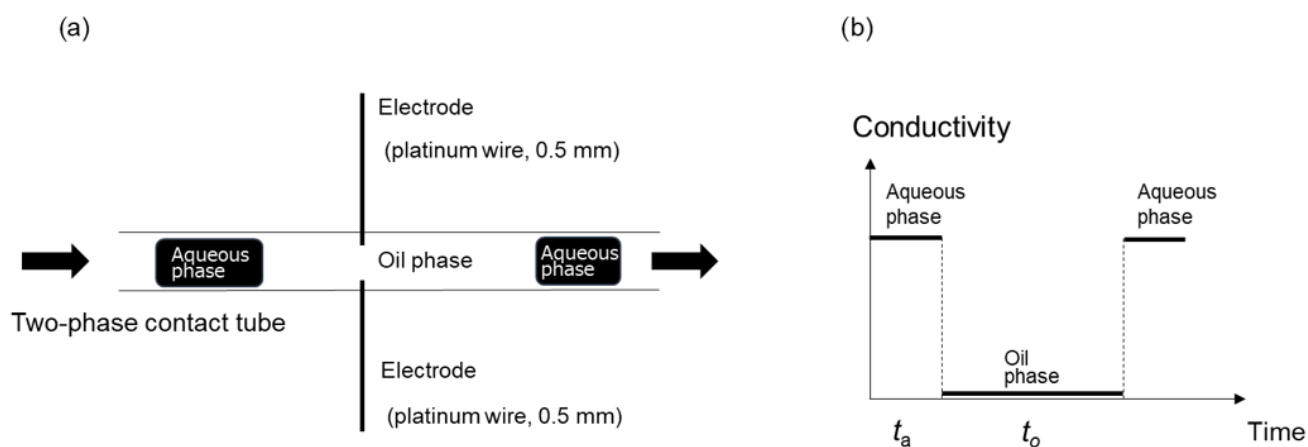 (a)
Electrode
(platinum wire, 0.5 mm)
Aqueous
phase
Oil phase
Aqueous
phase
Two-phase contact tube
Electrode
(platinum wire, 0.5 mm)
(b)
Conductivity
Aqueous
phase
Aqueous
phase
Oil
phase
ta
to
Time